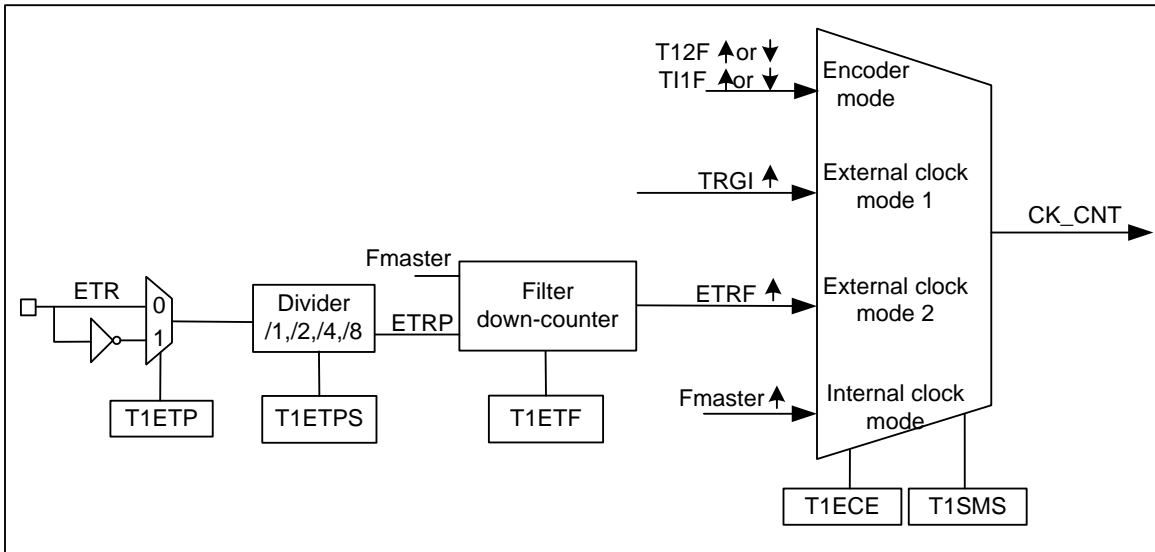 T12F or
TI1F or
Encoder
mode
TRGI
External clock
mode 1
CK_CNT
Fmaster
ETR
0
1
Divider
/1,/2,/4,/8
ETRP
Filter
down-counter
ETRF
External clock
mode 2
Fmaster
Internal clock
mode
T1ETP
T1ETPS
T1ETF
T1ECE
T1SMS